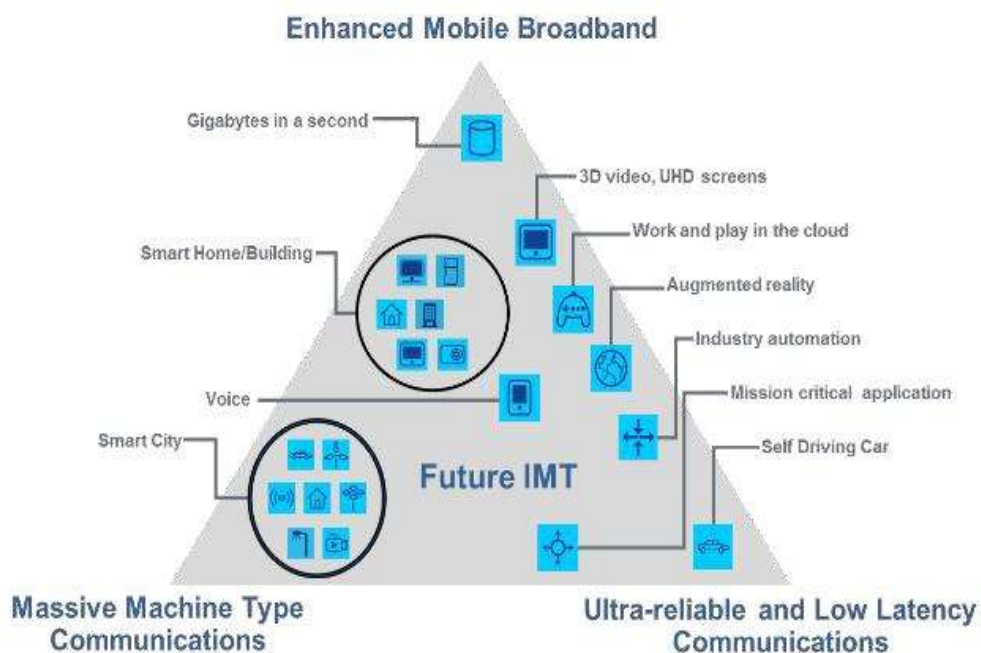 Enhanced Mobile Broadband
Gigabytes in a second
3D video, UHD screens
Work and play in the cloud
Smart Home/Building
Augmented reality
Industry automation
Mission critical application
Voice
Smart City
Self Driving Car
Future IMT
Massive Machine Type
Communications
Ultra-reliable and Low Latency
Communications